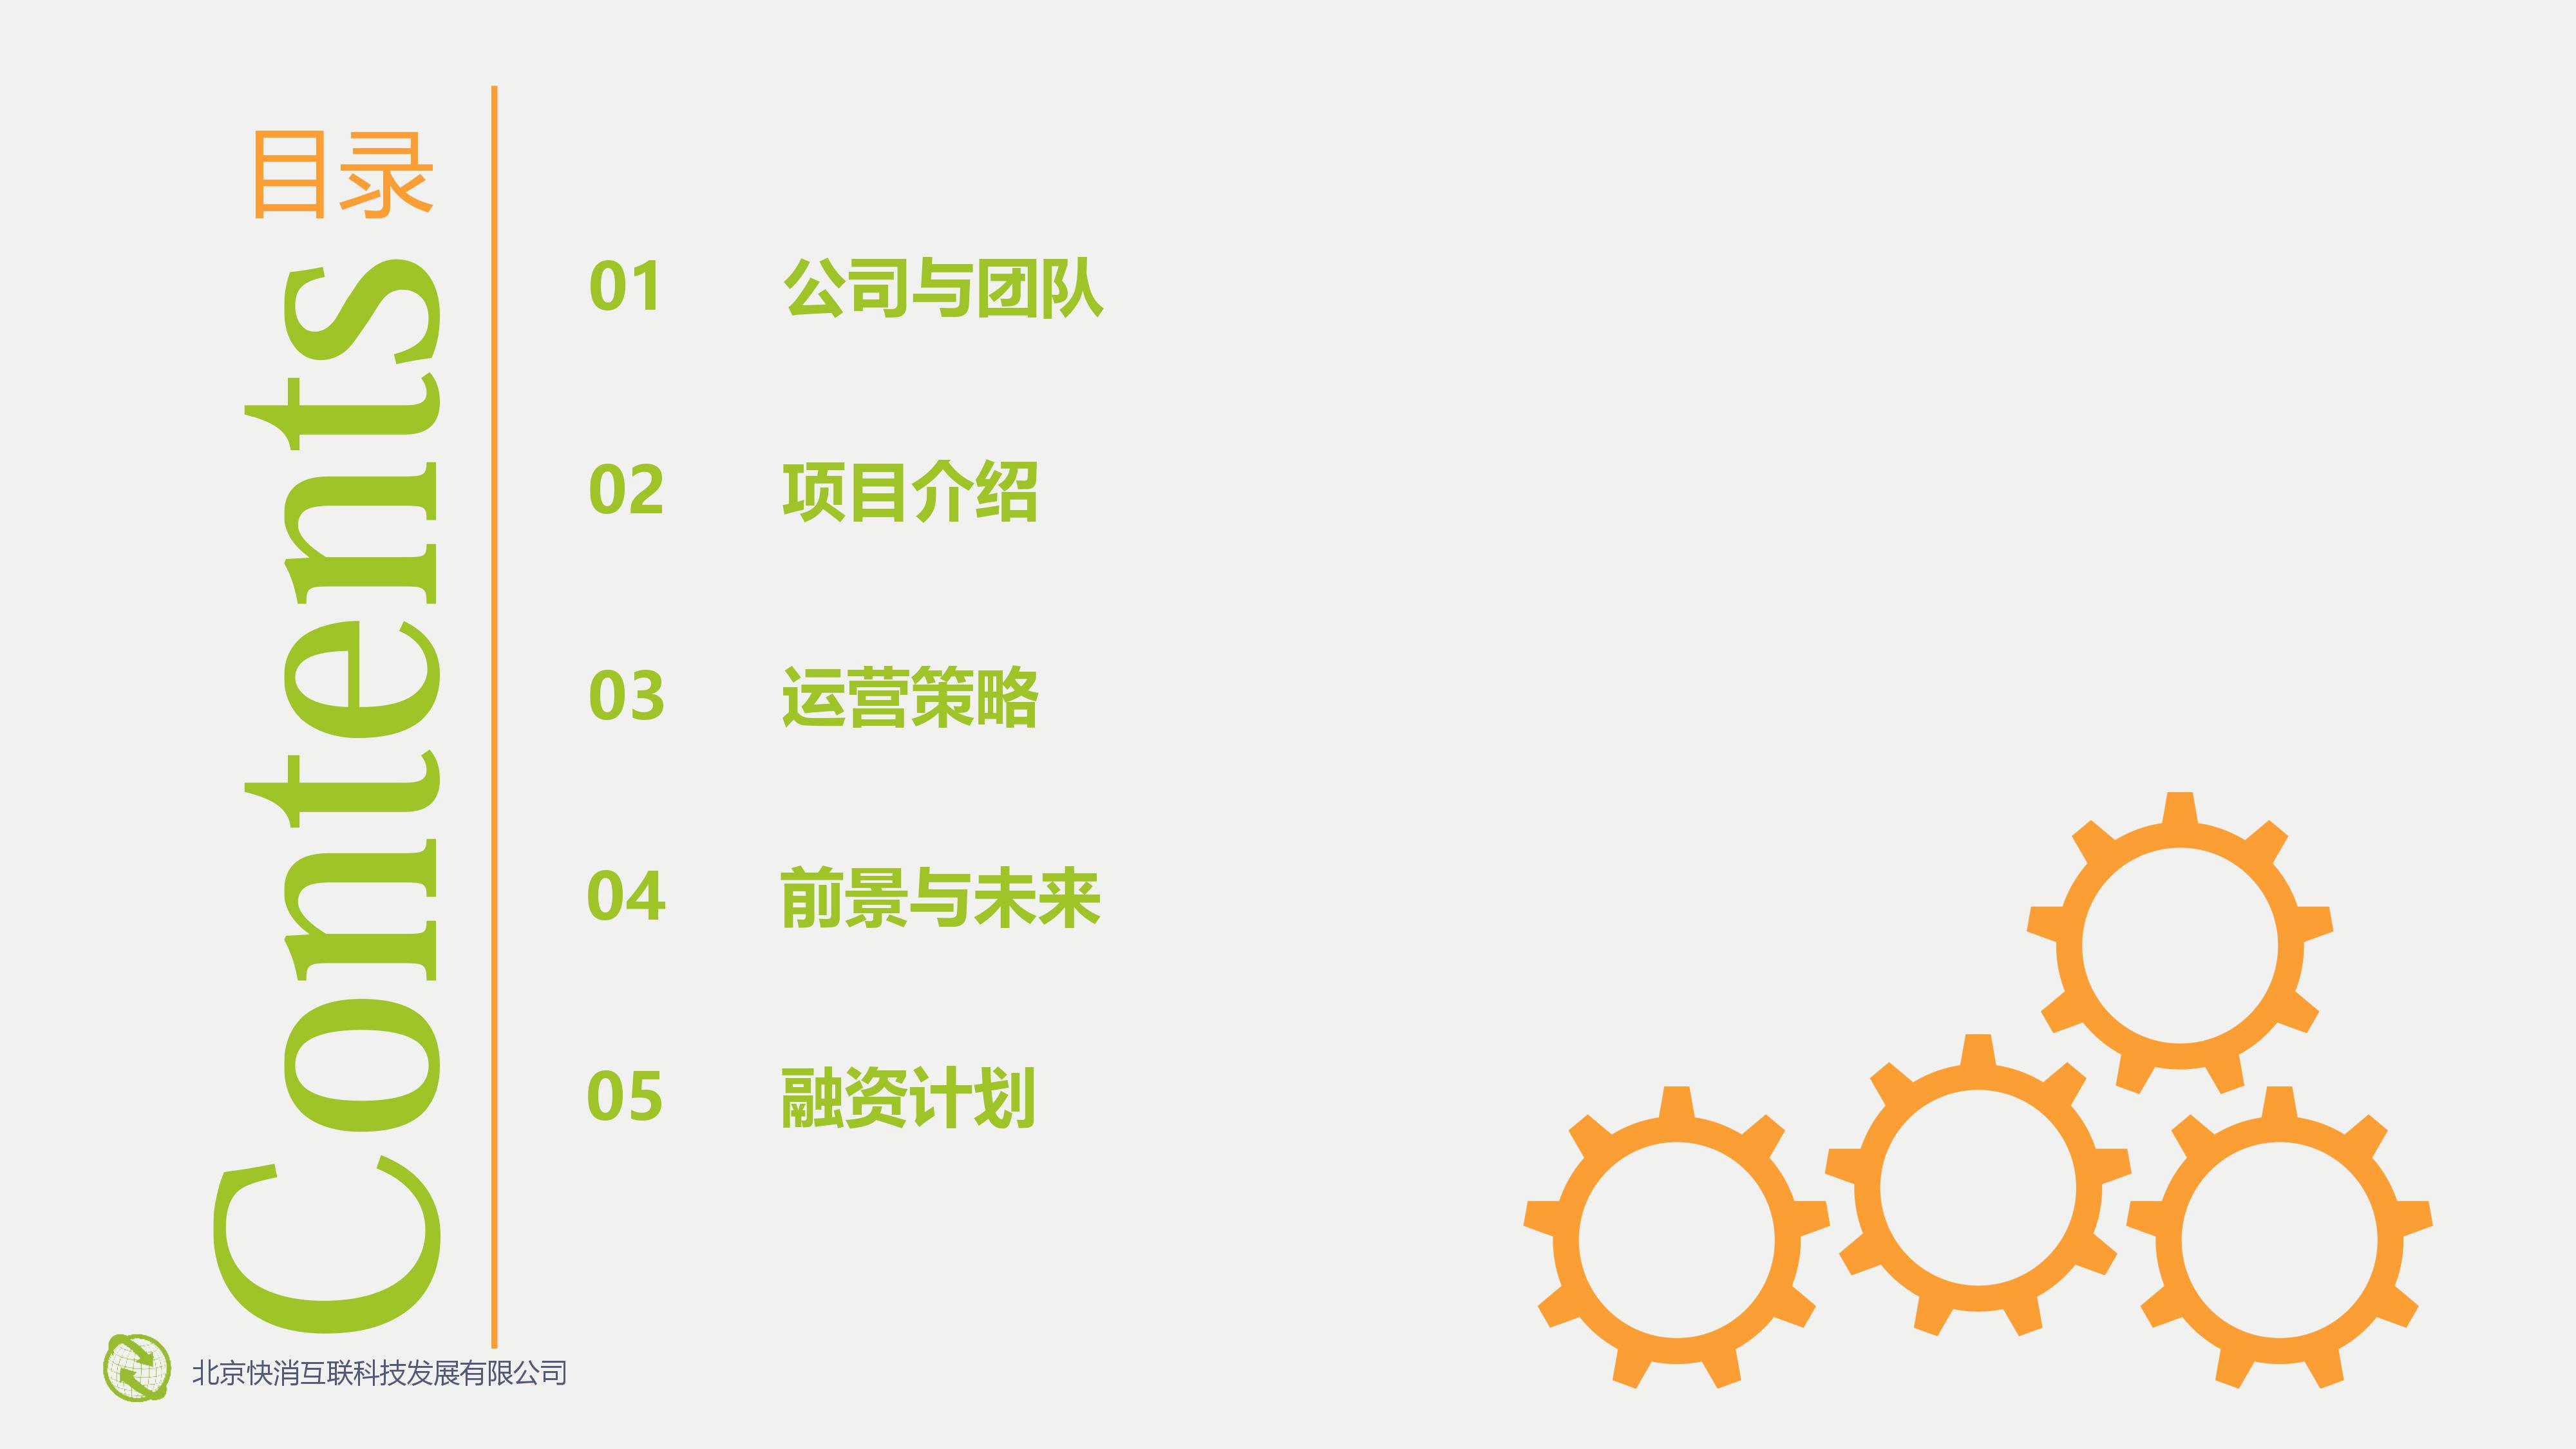 目录
Contents
01 公司与团队
02 项目介绍
03 运营策略
04 前景与未来
05 融资计划
北京快消互联科技发展有限公司